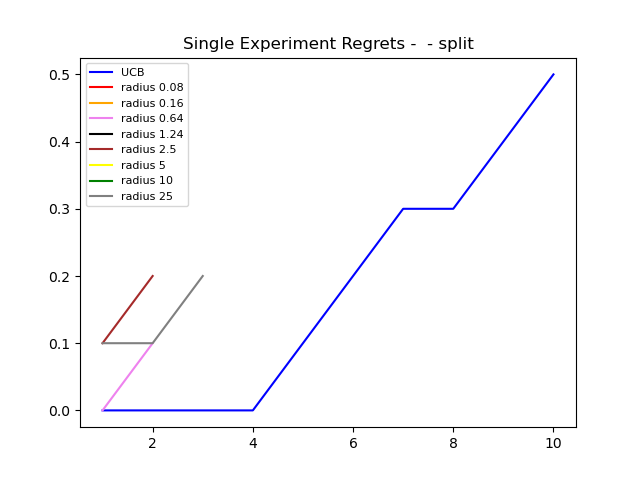 Single Experiment Regrets -  - split
UCB
radius 0.08
radius 0.16
radius 0.64
radius 1.24
radius 2.5
radius 5
radius 10
radius 25
0.5
0.4
0.3
0.2
0.1
0.0
2 4 6 8 10